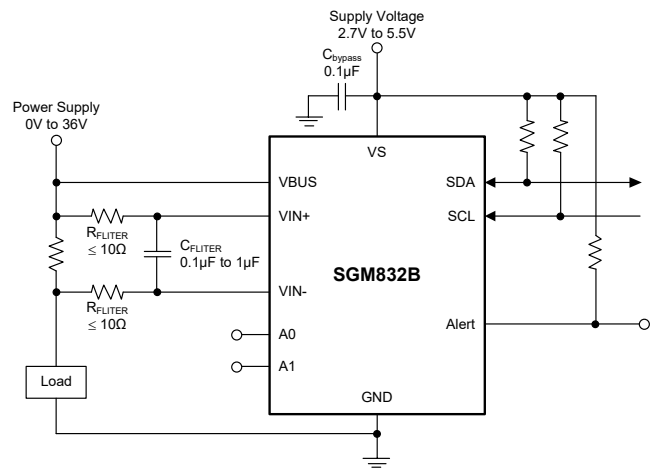 Supply Voltage
2.7V to 5.5V
Cbypass
0.1μF
Power Supply
0V to 36V
VS
VBUS
SDA
VIN+
SCL
RFLITER
≤ 10Ω
CFLITER
0.1μF to 1μF
SGM832B
VIN-
RFLITER
≤ 10Ω
A0
Alert
A1
Load
GND